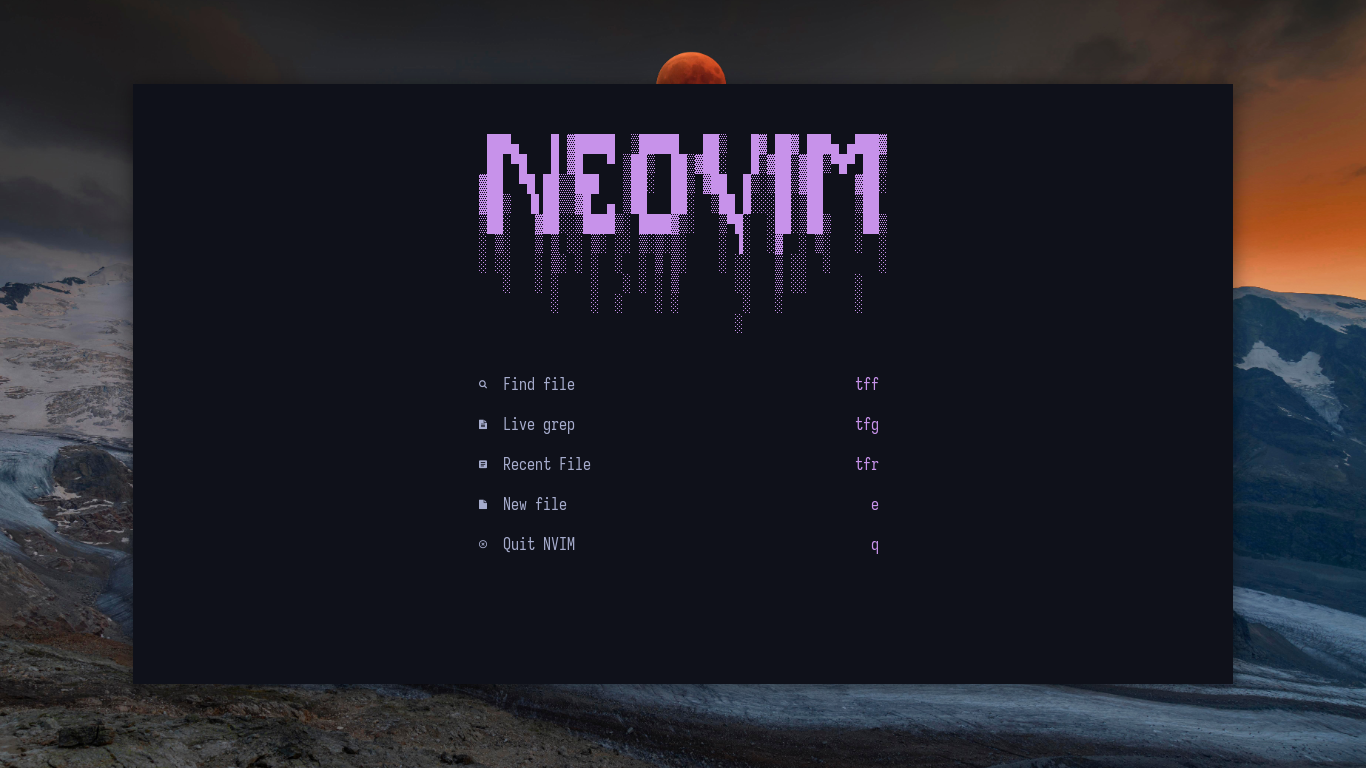 NEOVIM
Find file tff
Live grep tfg
Recent File tfr
New file e
Quit NVIM q